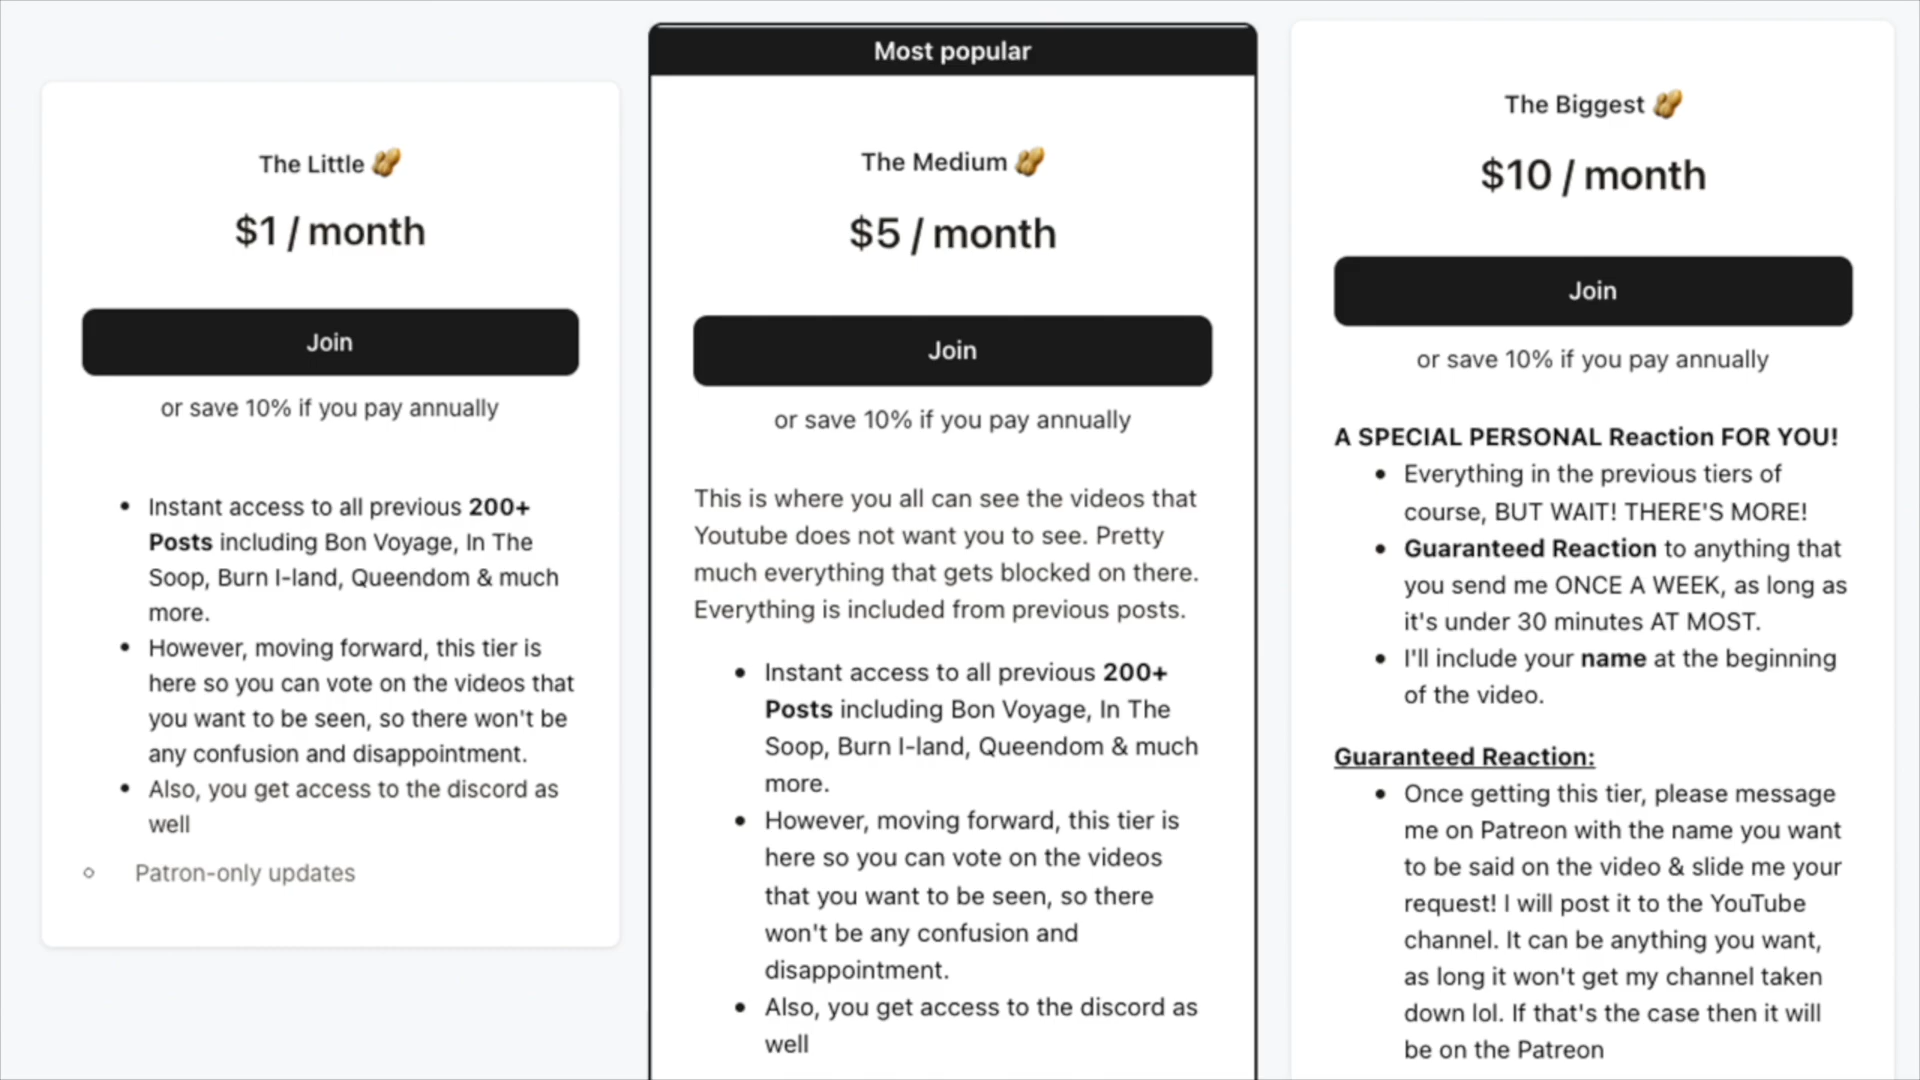 The Little 🥜
$1 / month
Join
or save 10% if you pay annually
• Instant access to all previous 200+
Posts including Bon Voyage, In The
Soop, Burn I-land, Queendom & much
more.
• However, moving forward, this tier is
here so you can vote on the videos that
you want to be seen, so there won't be
any confusion and disappointment.
• Also, you get access to the discord as
well
◦ Patron-only updates
Most popular
The Medium 🥜
$5 / month
Join
or save 10% if you pay annually
This is where you all can see the videos that
Youtube does not want you to see. Pretty
much everything that gets blocked on there.
Everything is included from previous posts.
• Instant access to all previous 200+
Posts including Bon Voyage, In The
Soop, Burn I-land, Queendom & much
more.
• However, moving forward, this tier is
here so you can vote on the videos
that you want to be seen, so there
won't be any confusion and
disappointment.
• Also, you get access to the discord as
well
The Biggest 🥜
$10 / month
Join
or save 10% if you pay annually
A SPECIAL PERSONAL Reaction FOR YOU!
• Everything in the previous tiers of
course, BUT WAIT! THERE'S MORE!
• Guaranteed Reaction to anything that
you send me ONCE A WEEK, as long as
it's under 30 minutes AT MOST.
• I'll include your name at the beginning
of the video.
Guaranteed Reaction:
• Once getting this tier, please message
me on Patreon with the name you want
to be said on the video & slide me your
request! I will post it to the YouTube
channel. It can be anything you want,
as long it won't get my channel taken
down lol. If that's the case then it will
be on the Patreon